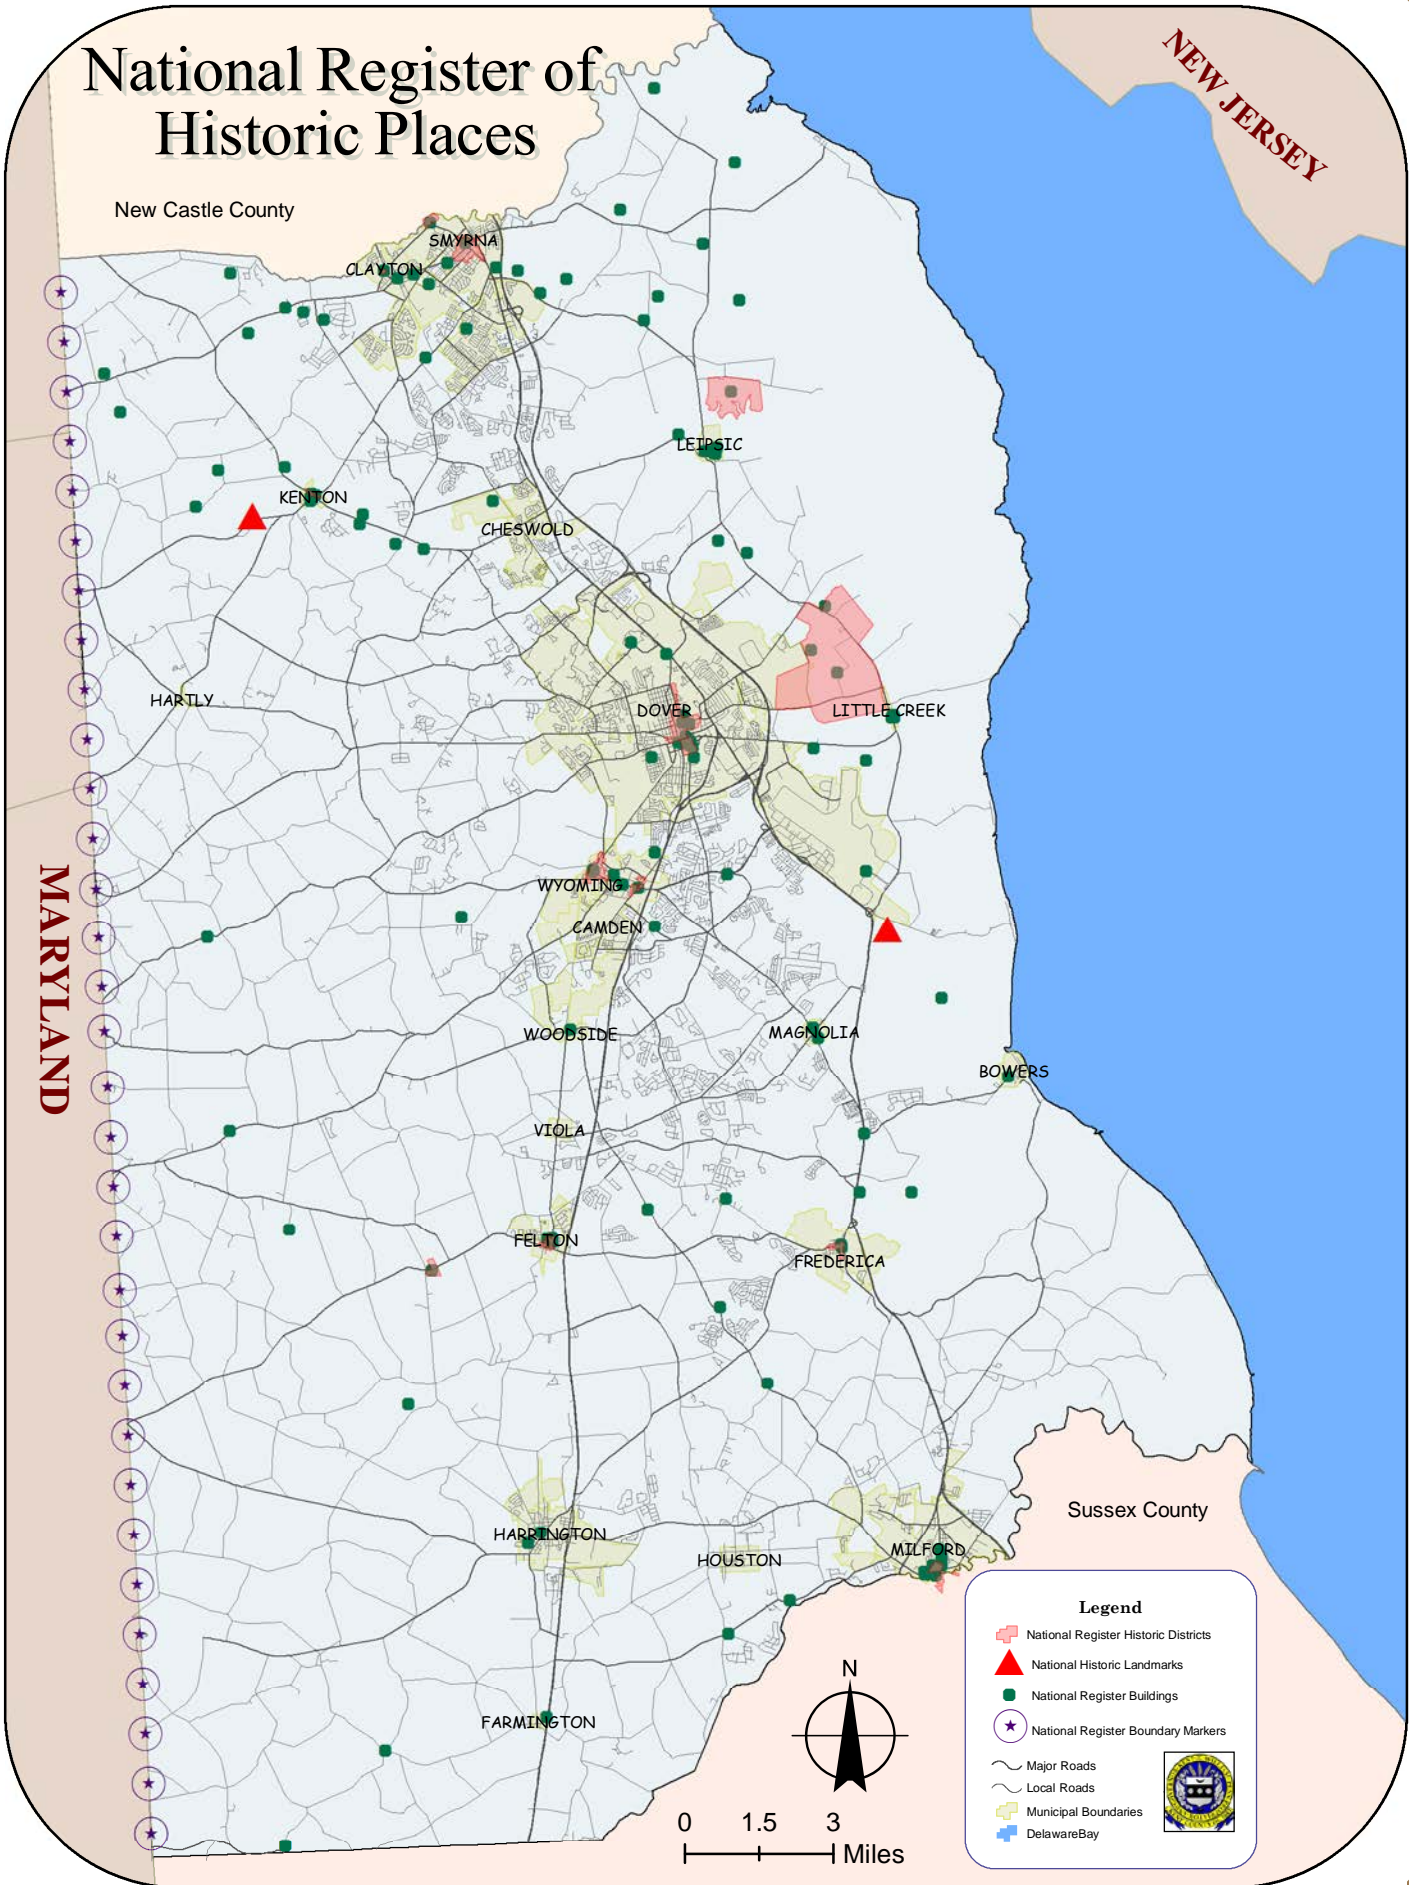 National Register of
Historic Places
NEW JERSEY
New Castle County
SMYRNA
CLAYTON
LEIPSIC
KENTON
CHESWOLD
HARTLY
DOVER
LITTLE CREEK
MARYLAND
WYOMING
CAMDEN
WOODSIDE
MAGNOLIA
BOWERS
VIOLA
FELTON
FREDERICA
Sussex County
HARRINGTON
HOUSTON
MILFORD
FARMINGTON
N
0 1.5 3
Miles
Legend
National Register Historic Districts
National Historic Landmarks
National Register Buildings
National Register Boundary Markers
Major Roads
Local Roads
Municipal Boundaries
DelawareBay